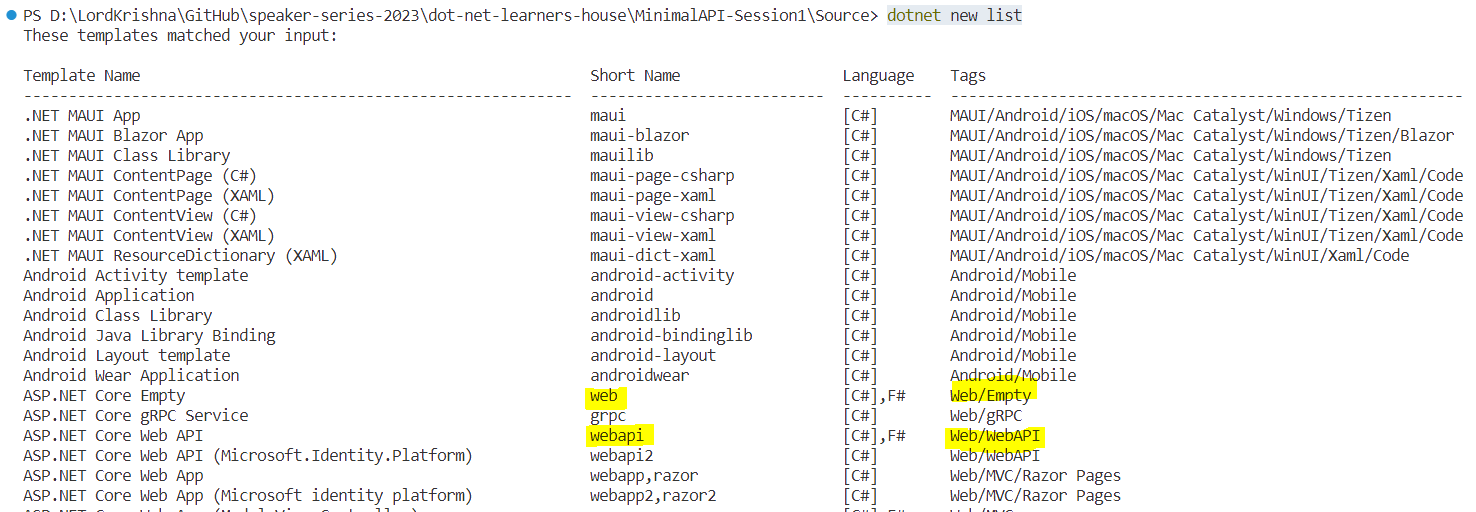 PS D:\LordKrishna\GitHub\speaker-series-2023\dot-net-learners-house\MinimalAPI-Session1\Source> dotnet new list
These templates matched your input:
Template Name Short Name Language Tags
------------------------------------------------------------- -------------------------- ---------- ---------------------------------------------------------
.NET MAUI App maui [C#] MAUI/Android/iOS/macOS/Mac Catalyst/Windows/Tizen
.NET MAUI Blazor App maui-blazor [C#] MAUI/Android/iOS/macOS/Mac Catalyst/Windows/Tizen/Blazor
.NET MAUI Class Library mauilib [C#] MAUI/Android/iOS/macOS/Mac Catalyst/Windows/Tizen
.NET MAUI ContentPage (C#) maui-page-csharp [C#] MAUI/Android/iOS/macOS/Mac Catalyst/WinUI/Tizen/Xaml/Code
.NET MAUI ContentPage (XAML) maui-page-xaml [C#] MAUI/Android/iOS/macOS/Mac Catalyst/WinUI/Tizen/Xaml/Code
.NET MAUI ContentView (C#) maui-view-csharp [C#] MAUI/Android/iOS/macOS/Mac Catalyst/WinUI/Tizen/Xaml/Code
.NET MAUI ContentView (XAML) maui-view-xaml [C#] MAUI/Android/iOS/macOS/Mac Catalyst/WinUI/Tizen/Xaml/Code
.NET MAUI ResourceDictionary (XAML) maui-dict-xaml [C#] MAUI/Android/iOS/macOS/Mac Catalyst/WinUI/Xaml/Code
Android Activity template android-activity [C#] Android/Mobile
Android Application android [C#] Android/Mobile
Android Class Library androidlib [C#] Android/Mobile
Android Java Library Binding android-bindinglib [C#] Android/Mobile
Android Layout template android-layout [C#] Android/Mobile
Android Wear Application androidwear [C#] Android/Mobile
ASP.NET Core Empty web [C#],F# Web/Empty
ASP.NET Core gRPC Service grpc [C#] Web/gRPC
ASP.NET Core Web API webapi [C#],F# Web/WebAPI
ASP.NET Core Web API (Microsoft.Identity.Platform) webapi2 [C#] Web/WebAPI
ASP.NET Core Web App webapp,razor [C#] Web/MVC/Razor Pages
ASP.NET Core Web App (Microsoft identity platform) webapp2,razor2 [C#] Web/MVC/Razor Pages